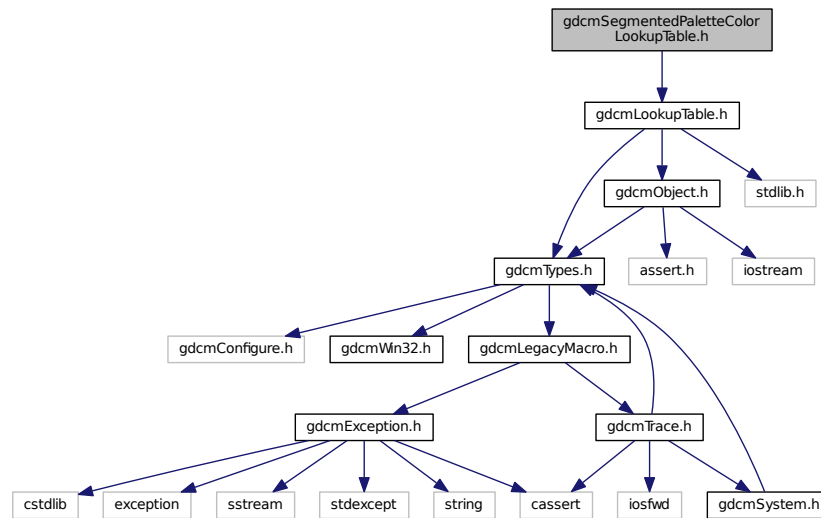 gdcmSegmentedPaletteColor
LookupTable.h
gdcmLookupTable.h
gdcmObject.h
stdlib.h
gdcmTypes.h
assert.h
iostream
gdcmConfigure.h
gdcmWin32.h
gdcmLegacyMacro.h
gdcmException.h
gdcmTrace.h
cstdlib
exception
sstream
stdexcept
string
cassert
iosfwd
gdcmSystem.h